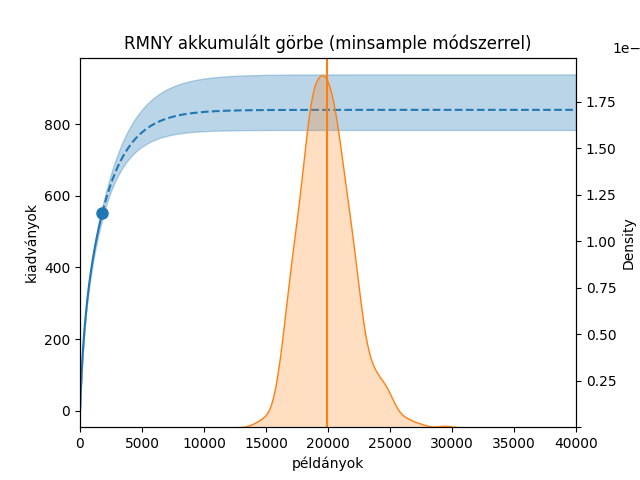 RMNY akkumulált görbe (minsample módszerrel)
1e−
800
600
400
200
0
kiadványok
1.75
1.50
1.25
1.00
0.75
0.50
0.25
Density
0 5000 10000 15000 20000 25000 30000 35000 40000
példányok